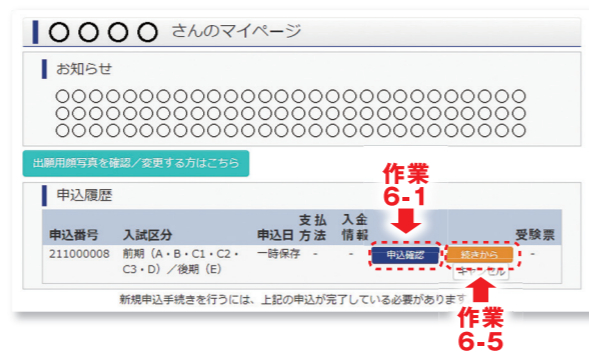 ○○○○ さんのマイページ
お知らせ
○○○○○○○○○○○○○○○○○○○○○○○○○○○○
○○○○○○○○○○○○○○○○○○○○○○○○○○○○
○○○○○○○○○○○○○○○○○○○○○○○○○○○○
出願用顔写真を確認／変更する方はこちら
作業
6-1
申込履歴
申込番号 入試区分 申込日 支払方法 入金情報 受験票
211000008 前期（A・B・C1・C2・ 一時保存 - - 申込確認 続きから -
C3・D）／後期（E） キャンセル
新規申込手続きを行うには、上記の申込が完了している必要があります
作業
6-5